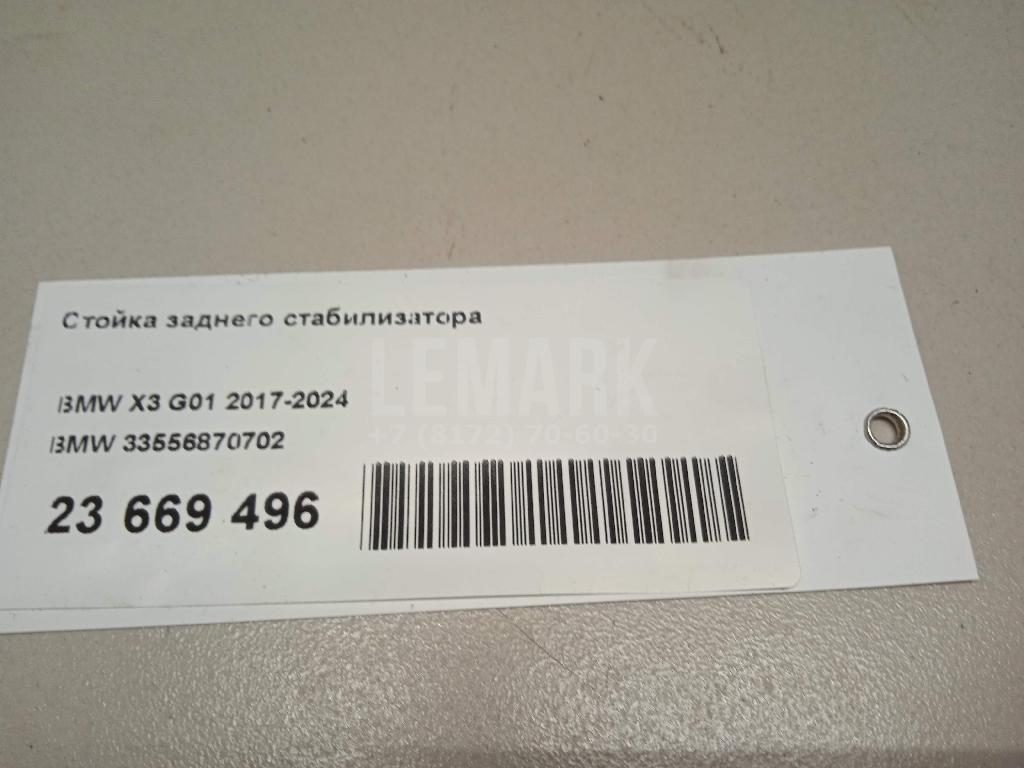 Стойка заднего стабилизатора
LEMARK
BMW X3 G01 2017-2024
+7 (8172) 70-60-30
BMW 33556870702
23 669 496